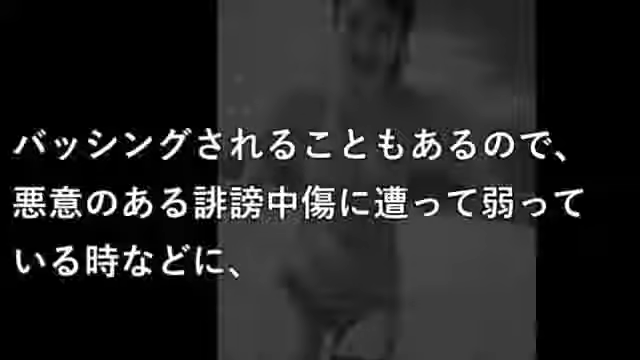 バッシングされることもあるので、
悪意のある誹謗中傷に遭って弱って
いる時などに、